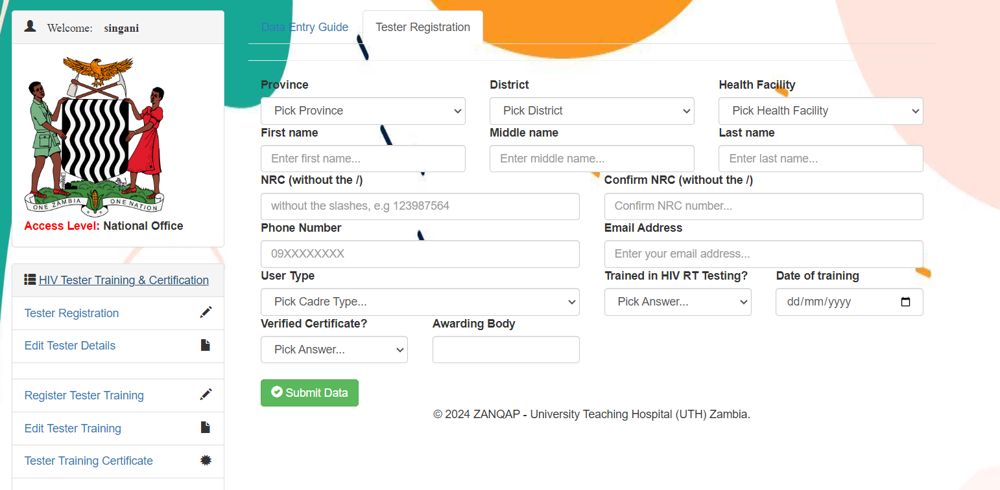 Welcome: singani
ONE ZAMBIA ONE NATION
Access Level: National Office
HIV Tester Training & Certification
Tester Registration
Edit Tester Details
Register Tester Training
Edit Tester Training
Tester Training Certificate
Data Entry Guide Tester Registration
Province District Health Facility
Pick Province Pick District Pick Health Facility
First name Middle name Last name
Enter first name... Enter middle name... Enter last name...
NRC (without the /) Confirm NRC (without the /)
without the slashes, e.g 123987564 Confirm NRC number...
Phone Number Email Address
09XXXXXXXX Enter your email address...
User Type Trained in HIV RT Testing? Date of training
Pick Cadre Type... Pick Answer... dd/mm/yyyy
Verified Certificate? Awarding Body
Pick Answer...
Submit Data
© 2024 ZANQAP - University Teaching Hospital (UTH) Zambia.